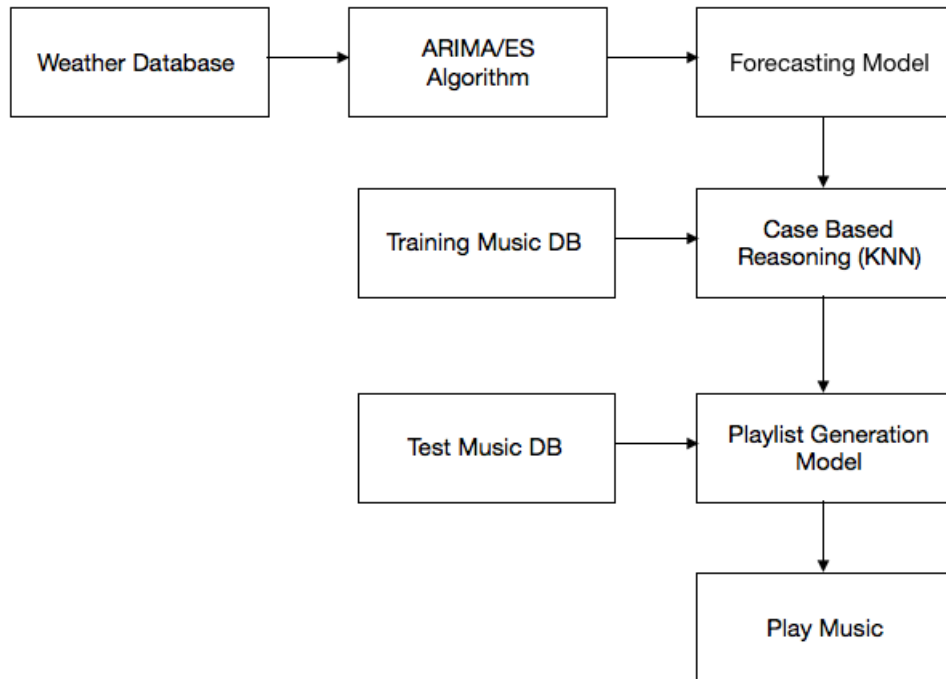 Weather Database
ARIMA/ES
Algorithm
Forecasting Model
Training Music DB
Case Based
Reasoning (KNN)
Test Music DB
Playlist Generation
Model
Play Music